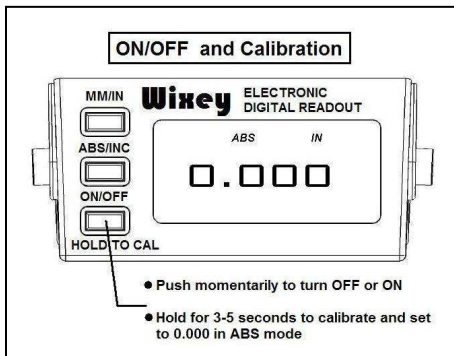 ON/OFF and Calibration
MM/IN
Wixey ELECTRONIC
DIGITAL READOUT
ABS/INC
ABS IN
0.000
ON/OFF
HOLD TO CAL
● Push momentarily to turn OFF or ON
● Hold for 3-5 seconds to calibrate and set
to 0.000 in ABS mode